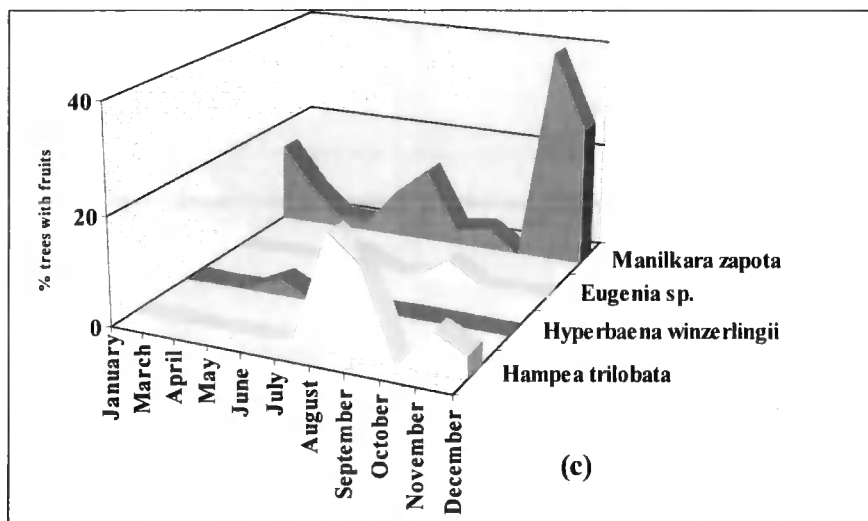 % trees with fruits
40
20
0
January
March
April
May
June
July
August
September
October
November
December
Manilkara zapota
Eugenia sp.
Hyperbaena winzerlingii
Hampea trilobata
(c)